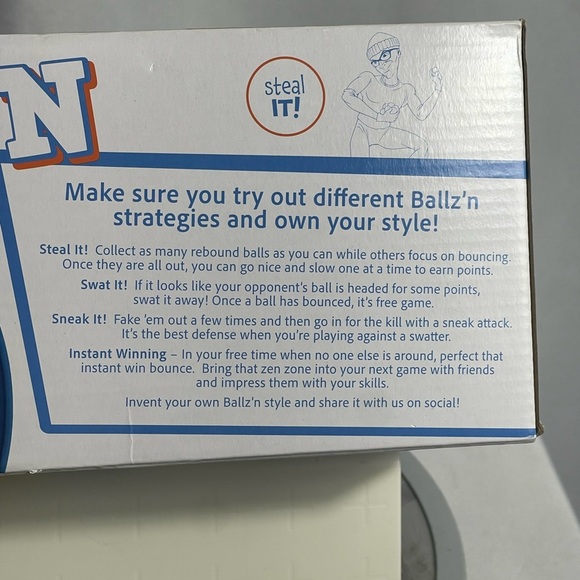 N
steal
IT!
Make sure you try out different Ballz'n
strategies and own your style!
Steal It! Collect as many rebound balls as you can while others focus on bouncing.
Once they are all out, you can go nice and slow one at a time to earn points.
Swat It! If it looks like your opponent's ball is headed for some points,
swat it away! Once a ball has bounced, it's free game.
Sneak It! Fake 'em out a few times and then go in for the kill with a sneak attack.
It's the best defense when you're playing against a swatter.
Instant Winning – In your free time when no one else is around, perfect that
instant win bounce. Bring that zen zone into your next game with friends
and impress them with your skills.
Invent your own Ballz'n style and share it with us on social!